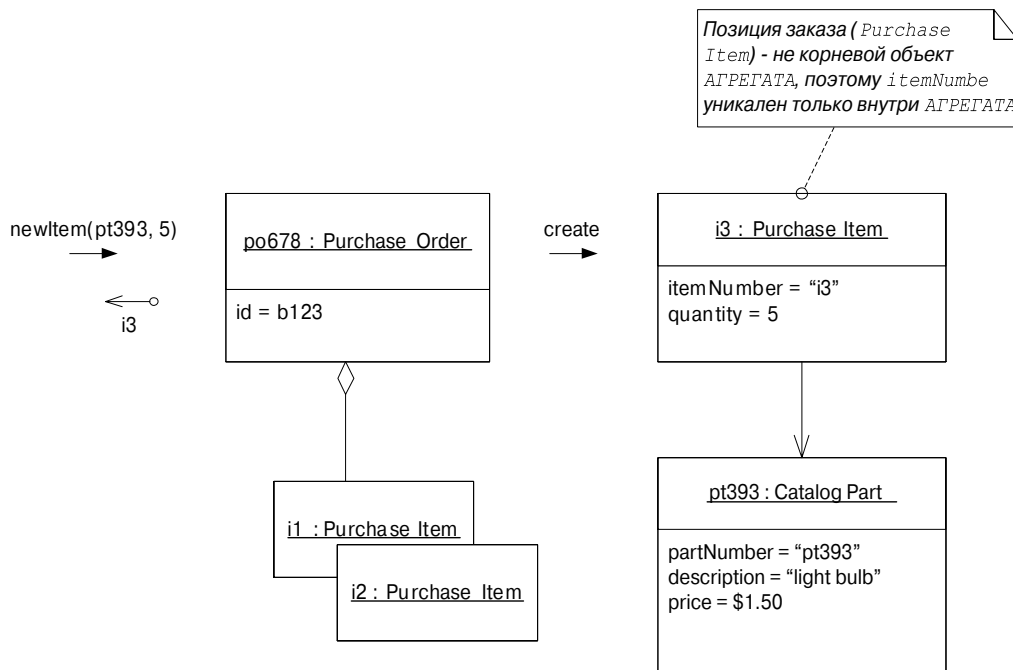 Позиция заказа ( Purchase
Item) - не корневой объект
АГРЕГАТА, поэтому itemNumbe
уникален только внутри АГРЕГАТА
newItem(pt393, 5)
i3
po678 : Purchase Order
id = b123
create
i3 : Purchase Item
itemNumber = “i3”
quantity = 5
i1 : Purchase Item
i2 : Purchase Item
pt393 : Catalog Part
partNumber = “pt393”
description = “light bulb”
price = $1.50